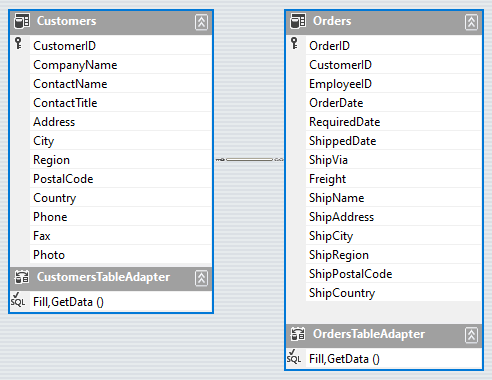 Customers
CustomerID
CompanyName
ContactName
ContactTitle
Address
City
Region
PostalCode
Country
Phone
Fax
Photo
CustomersTableAdapter
SQL Fill,GetData ()
Orders
OrderID
CustomerID
EmployeeID
OrderDate
RequiredDate
ShippedDate
ShipVia
Freight
ShipName
ShipAddress
ShipCity
ShipRegion
ShipPostalCode
ShipCountry
OrdersTableAdapter
SQL Fill,GetData ()